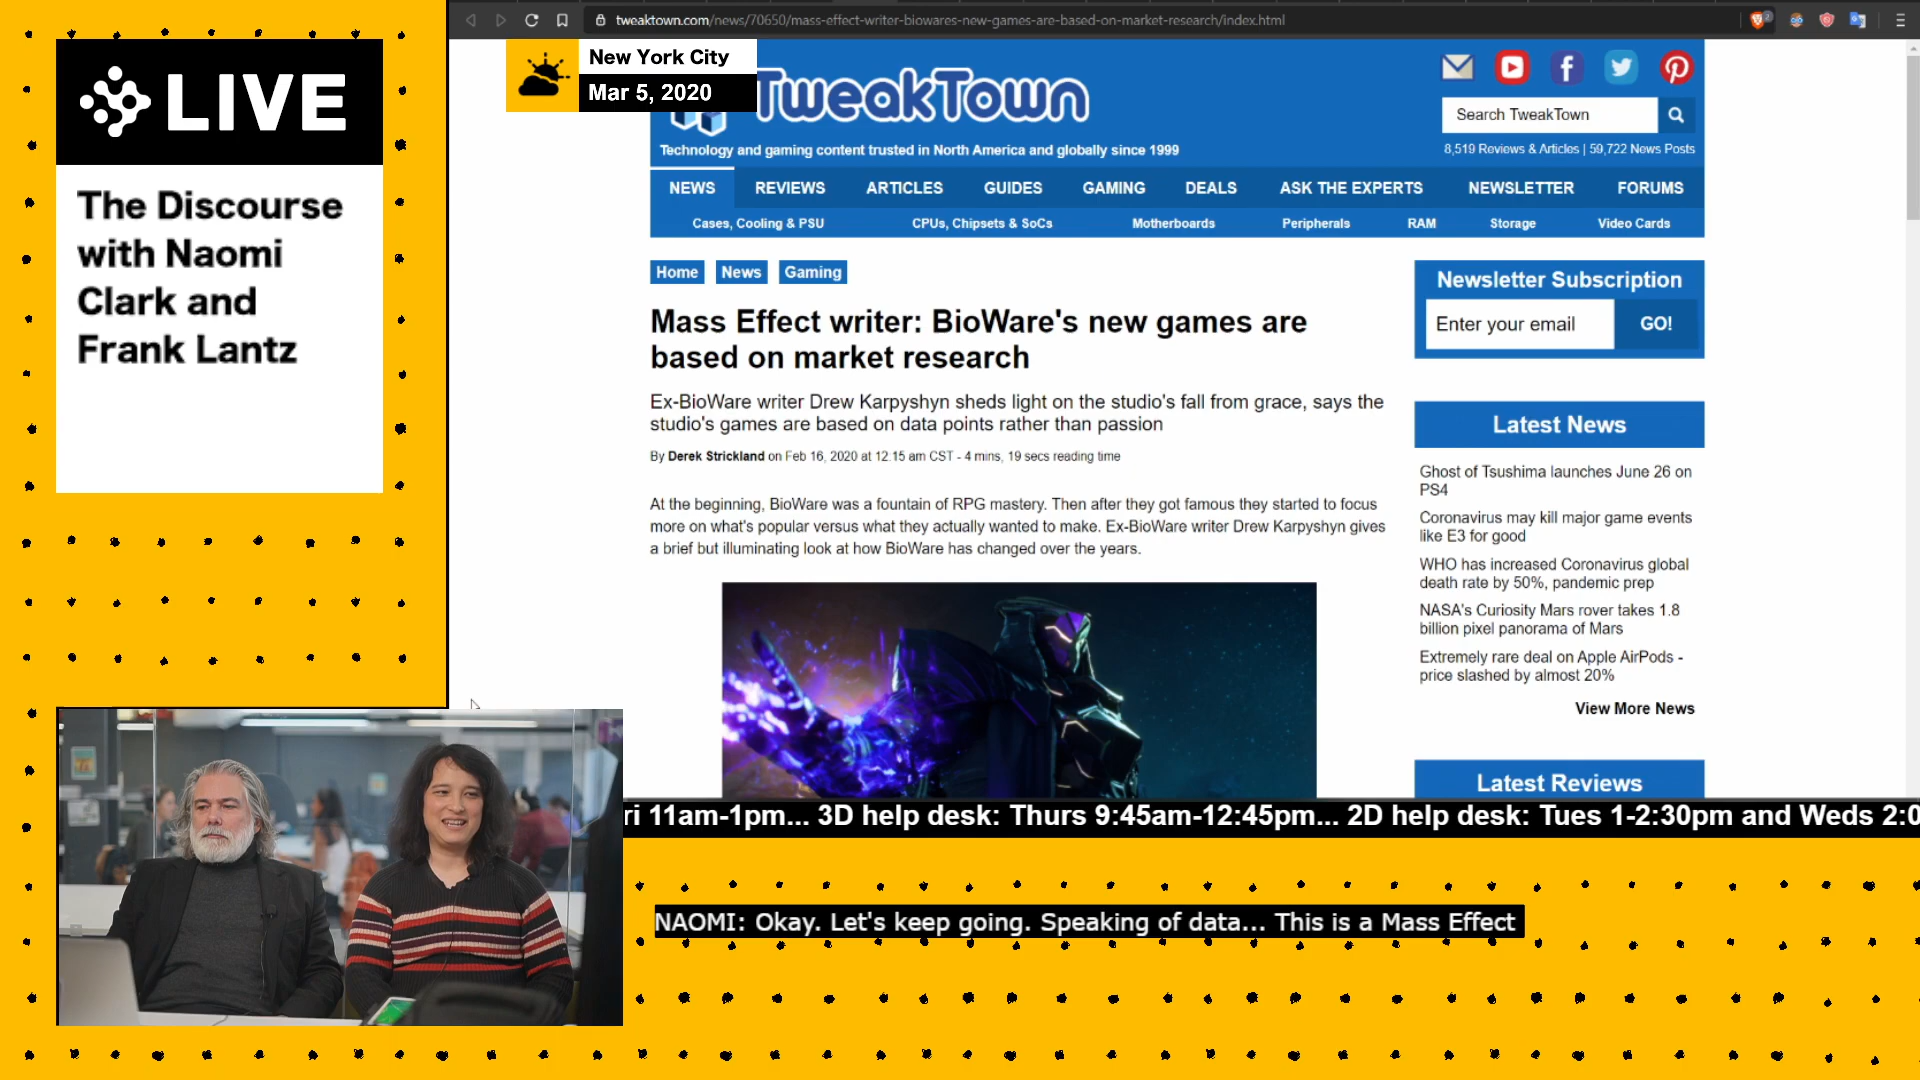 tweaktown.com/news/70650/mass-effect-writer-biowares-new-games-are-based-on-market-research/index.html
LIVE
The Discourse
with Naomi
Clark and
Frank Lantz
New York City
Mar 5, 2020
TweakTown
Technology and gaming content trusted in North America and globally since 1999
Search TweakTown
8,519 Reviews & Articles | 59,722 News Posts
NEWS REVIEWS ARTICLES GUIDES GAMING DEALS ASK THE EXPERTS NEWSLETTER FORUMS
Cases, Cooling & PSU CPUs, Chipsets & SoCs Motherboards Peripherals RAM Storage Video Cards
Home News Gaming
Mass Effect writer: BioWare's new games are
based on market research
Ex-BioWare writer Drew Karpyshyn sheds light on the studio's fall from grace, says the
studio's games are based on data points rather than passion
By Derek Strickland on Feb 16, 2020 at 12:15 am CST - 4 mins, 19 secs reading time
At the beginning, BioWare was a fountain of RPG mastery. Then after they got famous they started to focus
more on what's popular versus what they actually wanted to make. Ex-BioWare writer Drew Karpyshyn gives
a brief but illuminating look at how BioWare has changed over the years.
Newsletter Subscription
Enter your email GO!
Latest News
Ghost of Tsushima launches June 26 on
PS4
Coronavirus may kill major game events
like E3 for good
WHO has increased Coronavirus global
death rate by 50%, pandemic prep
NASA's Curiosity Mars rover takes 1.8
billion pixel panorama of Mars
Extremely rare deal on Apple AirPods -
price slashed by almost 20%
View More News
Latest Reviews
ri 11am-1pm... 3D help desk: Thurs 9:45am-12:45pm... 2D help desk: Tues 1-2:30pm and Weds 2:0
NAOMI: Okay. Let's keep going. Speaking of data... This is a Mass Effect